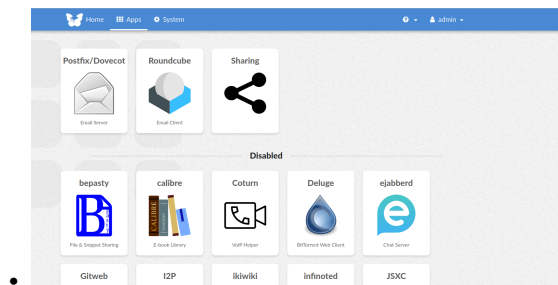 Home Apps System admin
Postfix/Dovecot Roundcube Sharing
Email Server Email Client
Disabled
bepasty calibre Coturn Deluge ejabberd
CALIBRE
File & Snippet Sharing E-book Library VoIP Helper BitTorrent Web Client Chat Server
Gitweb I2P ikiwiki infinoted JSXC